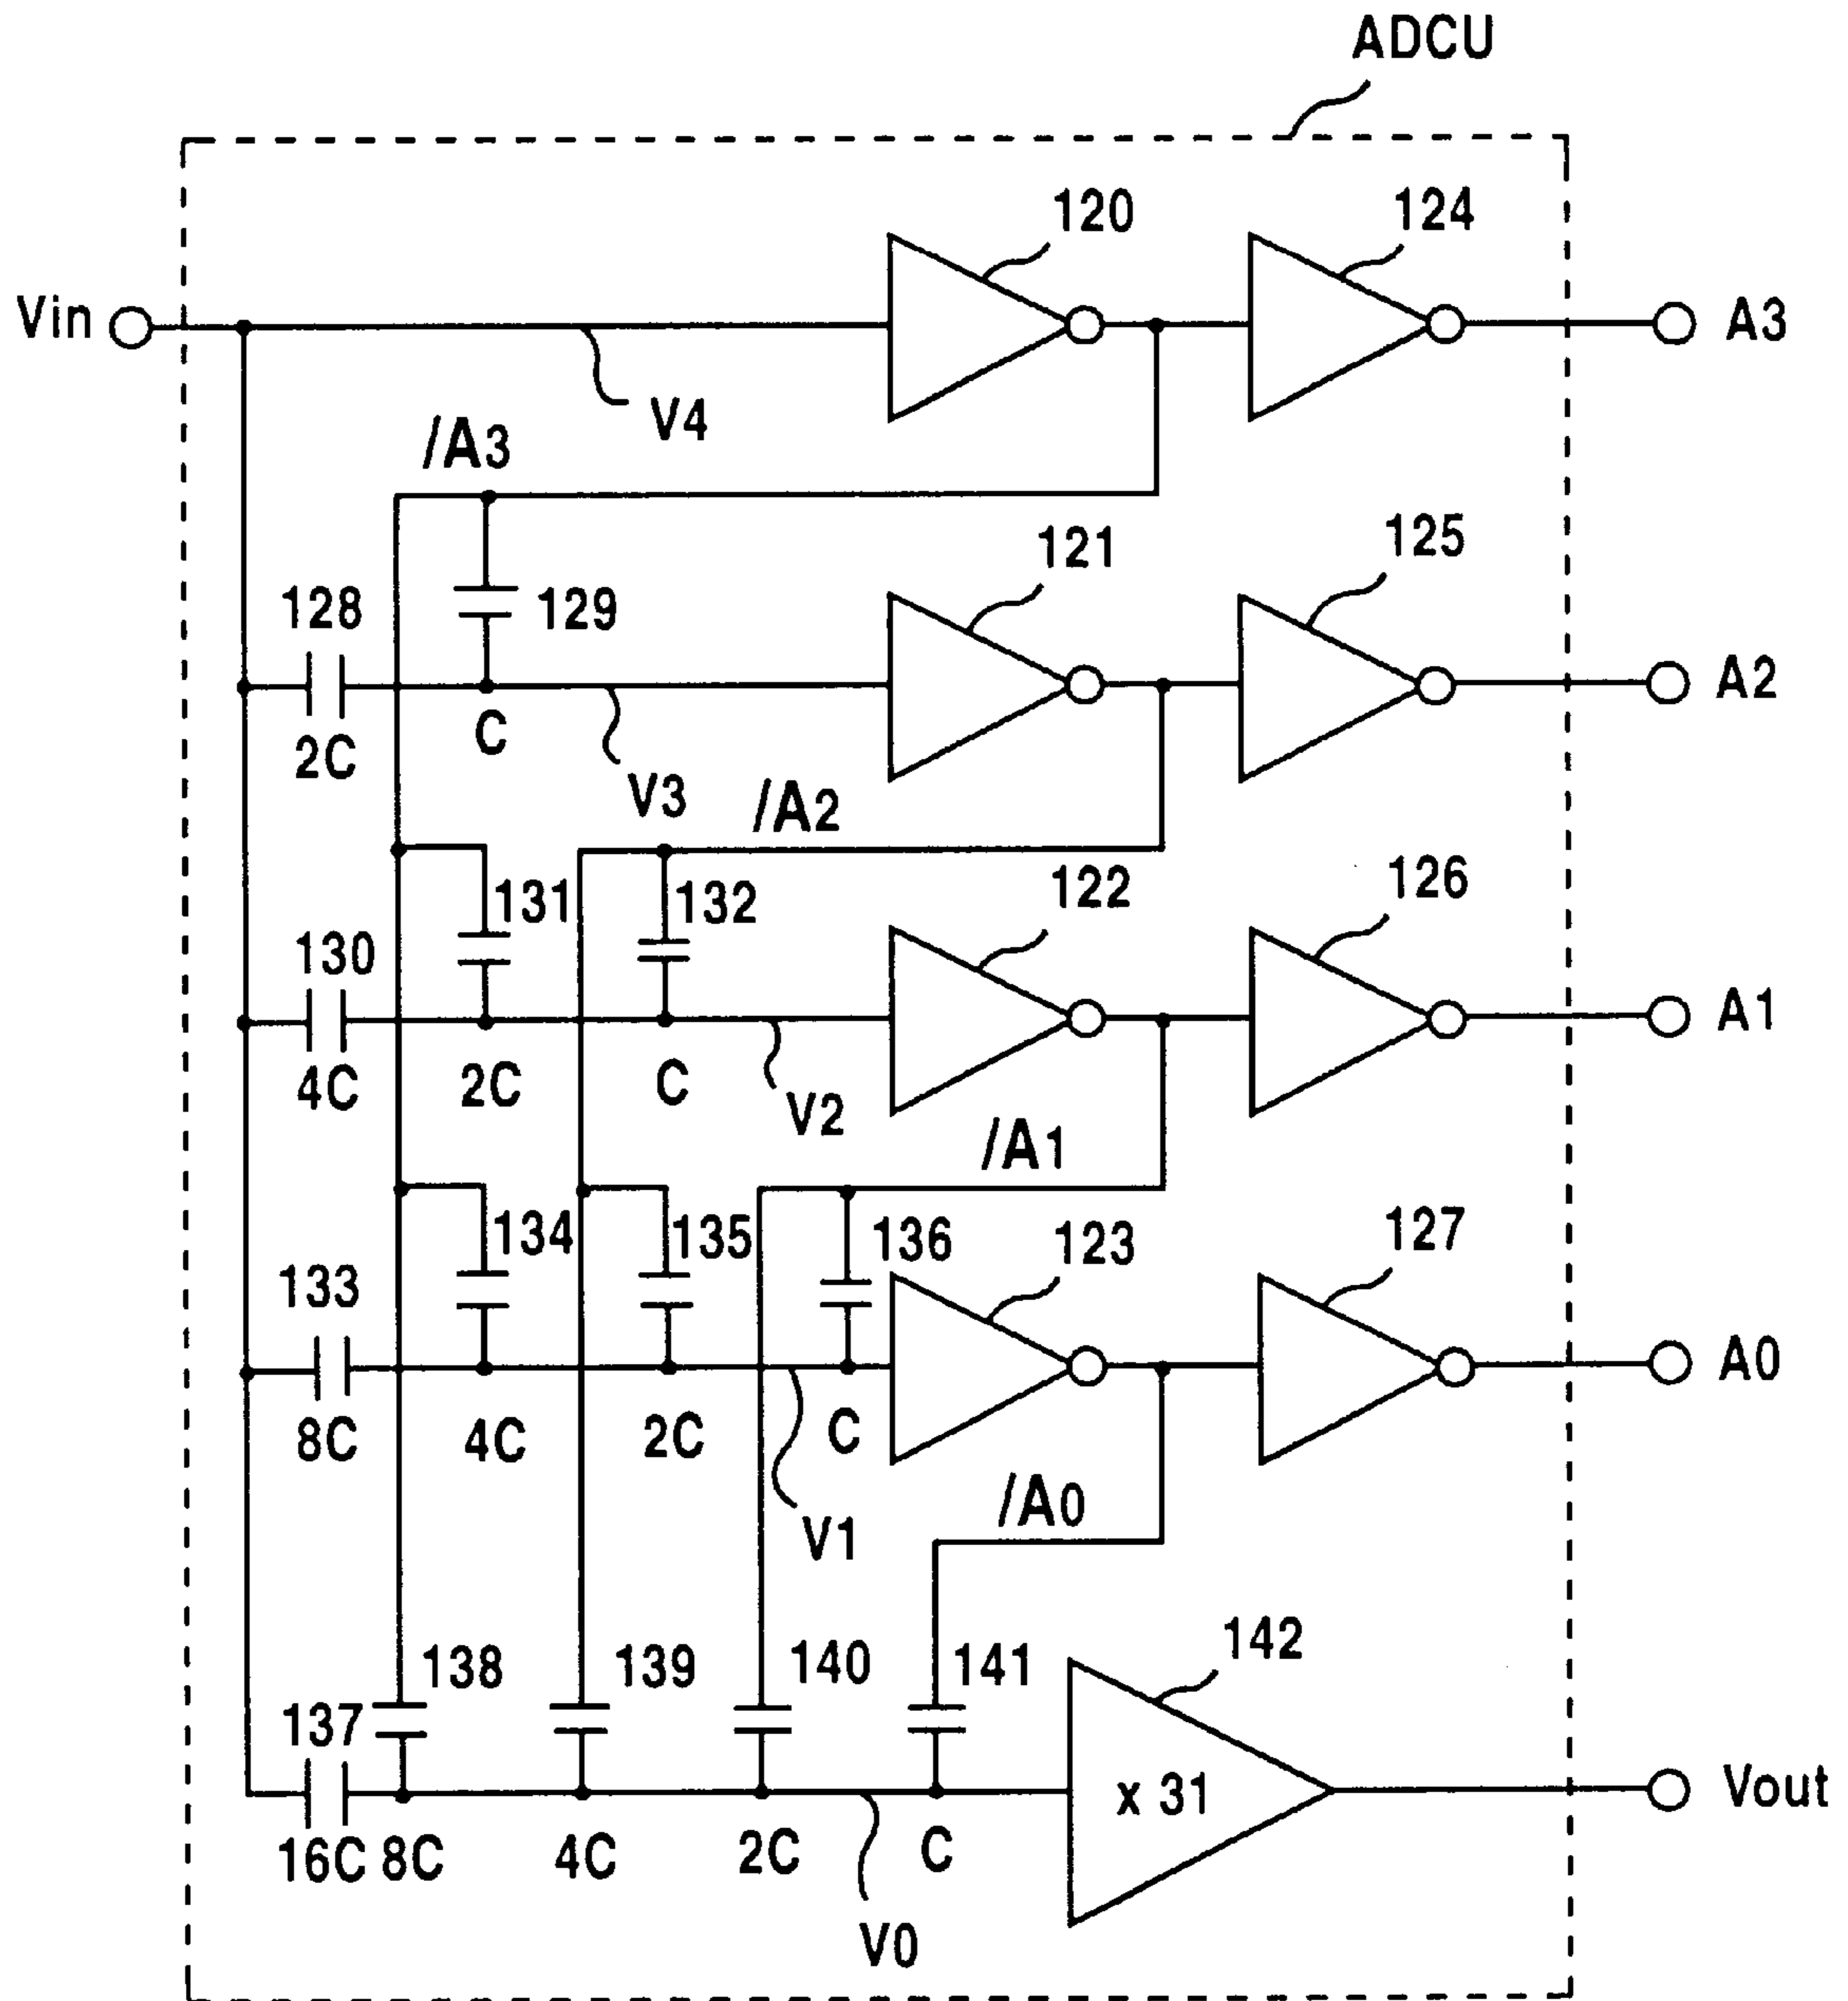 ADCU
120
124
Vin
A3
V4
/A3
121
125
128
129
A2
2C
C
V3
/A2
131
132
122
126
130
A1
4C
2C
C
V2
/A1
134
135
136
123
127
133
A0
8C
4C
2C
C
/A0
V1
142
137
138
139
140
141
x 31
Vout
16C
8C
4C
2C
C
V0